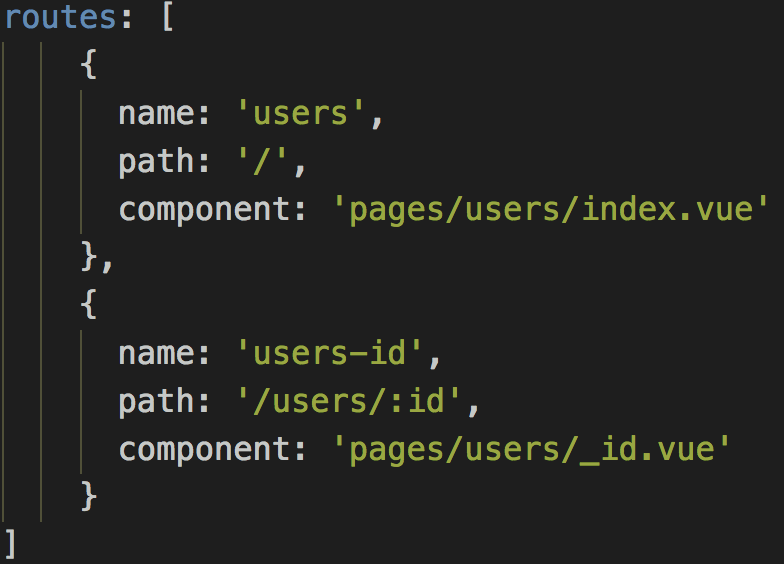 routes: [
{
name: 'users',
path: '/',
component: 'pages/users/index.vue'
},
{
name: 'users-id',
path: '/users/:id',
component: 'pages/users/_id.vue'
}
]